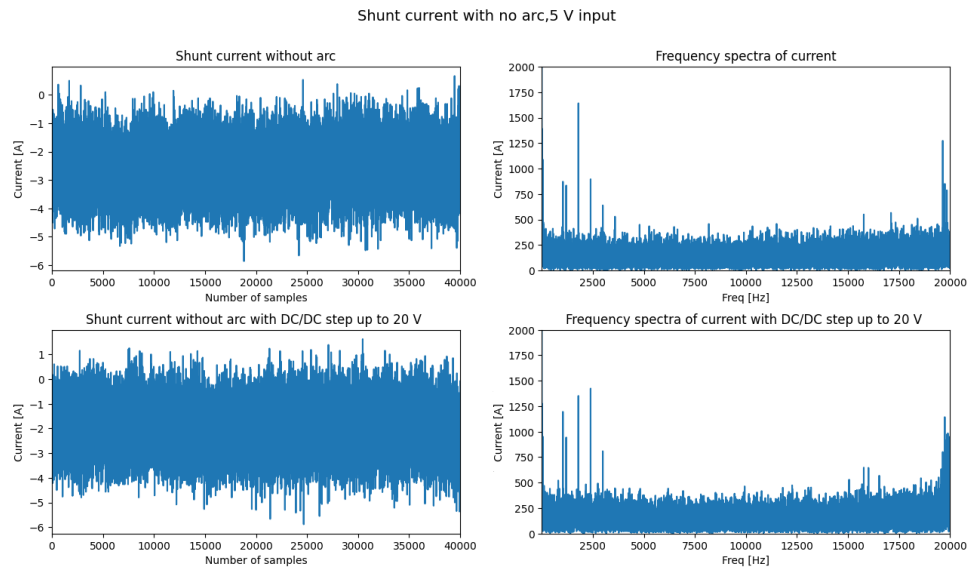 Shunt current with no arc,5 V input
Shunt current without arc
Current [A]
0
−1
−2
−3
−4
−5
−6
0 5000 10000 15000 20000 25000 30000 35000 40000
Number of samples
Frequency spectra of current
Current [A]
2000
1750
1500
1250
1000
750
500
250
0
2500 5000 7500 10000 12500 15000 17500 20000
Freq [Hz]
Shunt current without arc with DC/DC step up to 20 V
Current [A]
1
0
−1
−2
−3
−4
−5
−6
0 5000 10000 15000 20000 25000 30000 35000 40000
Number of samples
Frequency spectra of current with DC/DC step up to 20 V
Current [A]
2000
1750
1500
1250
1000
750
500
250
0
2500 5000 7500 10000 12500 15000 17500 20000
Freq [Hz]